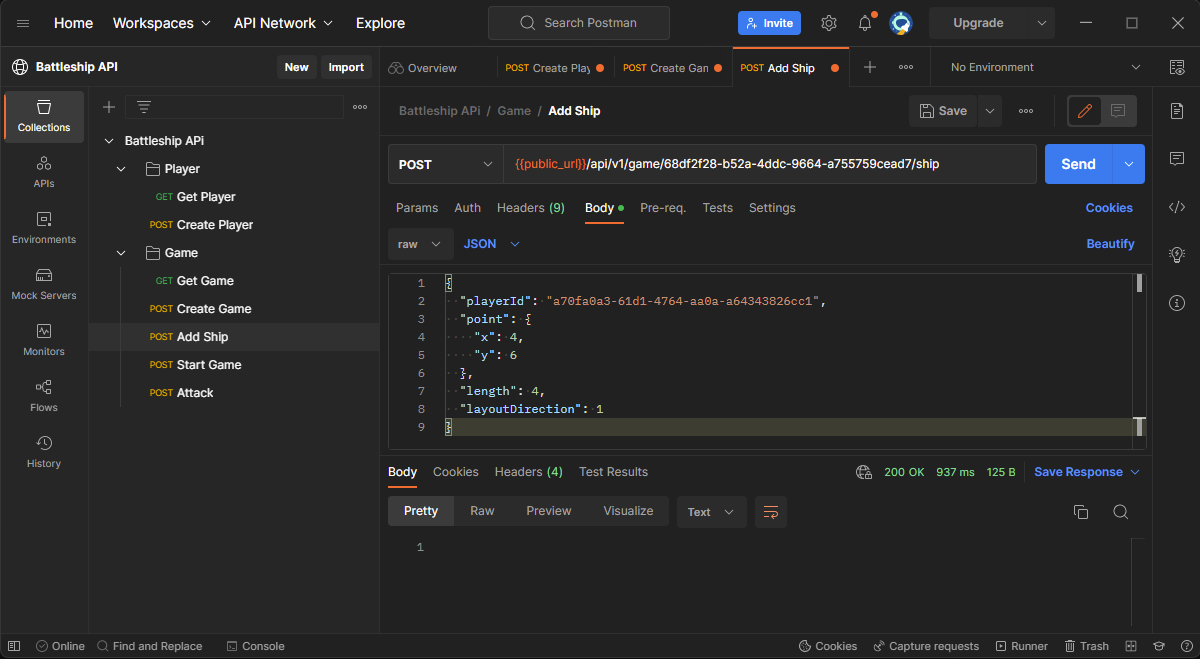 Home Workspaces API Network Explore Search Postman Invite Upgrade
Battleship API New Import
Overview POST Create Play POST Create Gan POST Add Ship No Environment
Collections
APIs
Environments
Mock Servers
Monitors
Flows
History
Battleship APi
Player
GET Get Player
POST Create Player
Game
GET Get Game
POST Create Game
POST Add Ship
POST Start Game
POST Attack
Battleship APi / Game / Add Ship Save
POST {{public_url}}/api/v1/game/68df2f28-b52a-4ddc-9664-a755759cead7/ship Send
Params Auth Headers (9) Body Pre-req. Tests Settings Cookies
raw JSON Beautify
1 {
2 "playerId": "a70fa0a3-61d1-4764-aa0a-a64343826cc1",
3 "point": {
4 "x": 4,
5 "y": 6
6 },
7 "length": 4,
8 "layoutDirection": 1
9 }
Body Cookies Headers (4) Test Results 200 OK 937 ms 125 B Save Response
Pretty Raw Preview Visualize Text
1
Online Find and Replace Console Cookies Capture requests Runner Trash